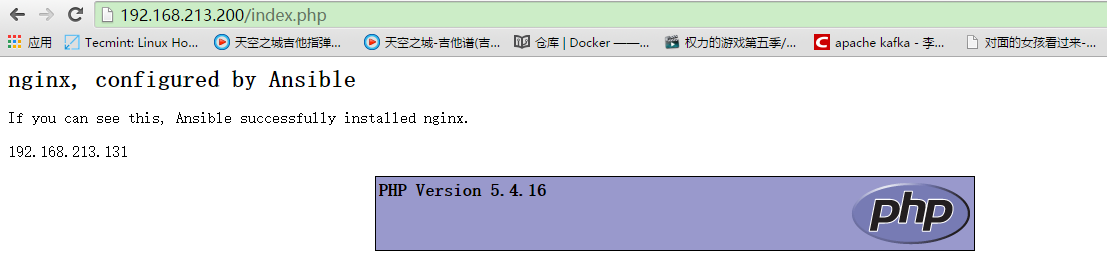 192.168.213.200/index.php
应用 Tecmint: Linux Ho... 天空之城吉他指弹... 天空之城-吉他谱(吉... 仓库 | Docker ——... 权力的游戏第五季/... apache kafka - 李... 对面的女孩看过来-...
nginx, configured by Ansible
If you can see this, Ansible successfully installed nginx.
192.168.213.131
PHP Version 5.4.16
php